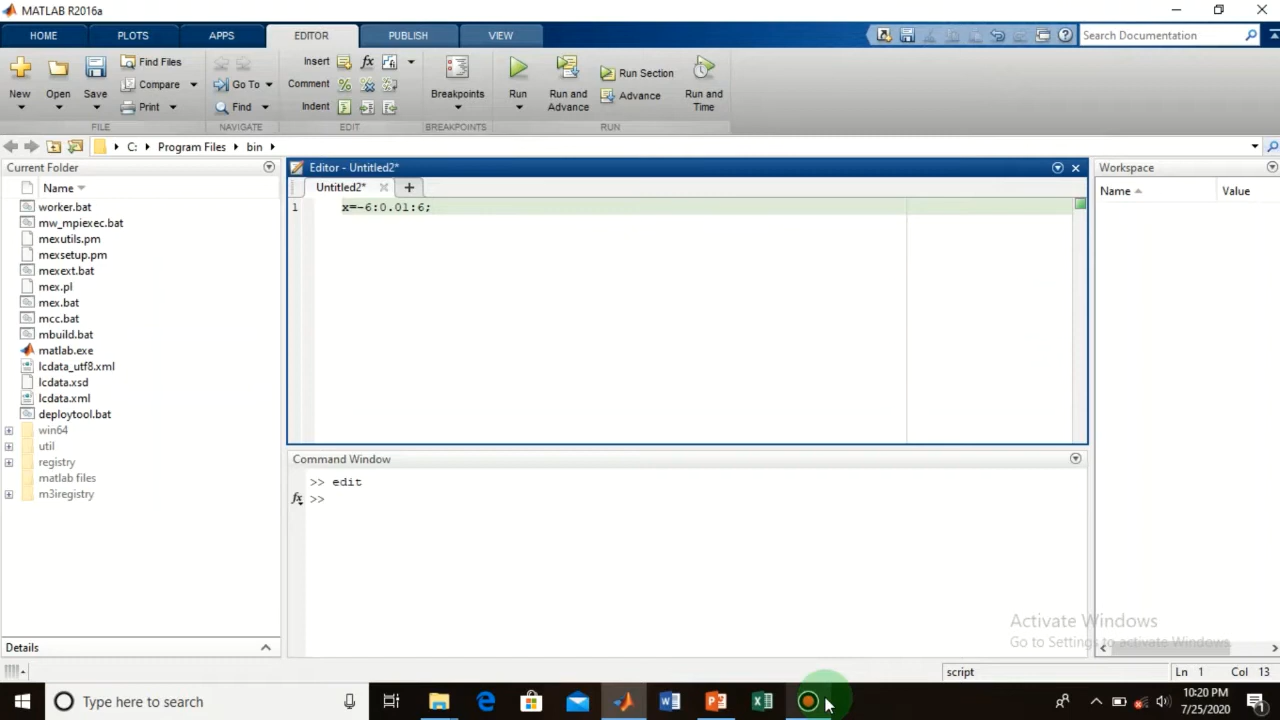 MATLAB R2016a
HOME PLOTS APPS EDITOR PUBLISH VIEW Search Documentation
New Open Save Find Files Compare Print Go To Find Insert Comment Indent fx Breakpoints Run Run and Advance Run Section Advance Run and Time
FILE NAVIGATE EDIT BREAKPOINTS RUN
C: Program Files bin
Current Folder
Name
worker.bat
mw_mpiexec.bat
mexutils.pm
mexsetup.pm
mexext.bat
mex.pl
mex.bat
mcc.bat
mbuild.bat
matlab.exe
lcdata_utf8.xml
lcdata.xsd
lcdata.xml
deploytool.bat
win64
util
registry
matlab files
m3iregistry
Details
Editor - Untitled2*
Untitled2*
1 x=-6:0.01:6;
Command Window
>> edit
fx >>
Workspace
Name Value
Activate Windows
Go to Settings to activate Windows.
script Ln 1 Col 13
Type here to search
10:20 PM
7/25/2020
1